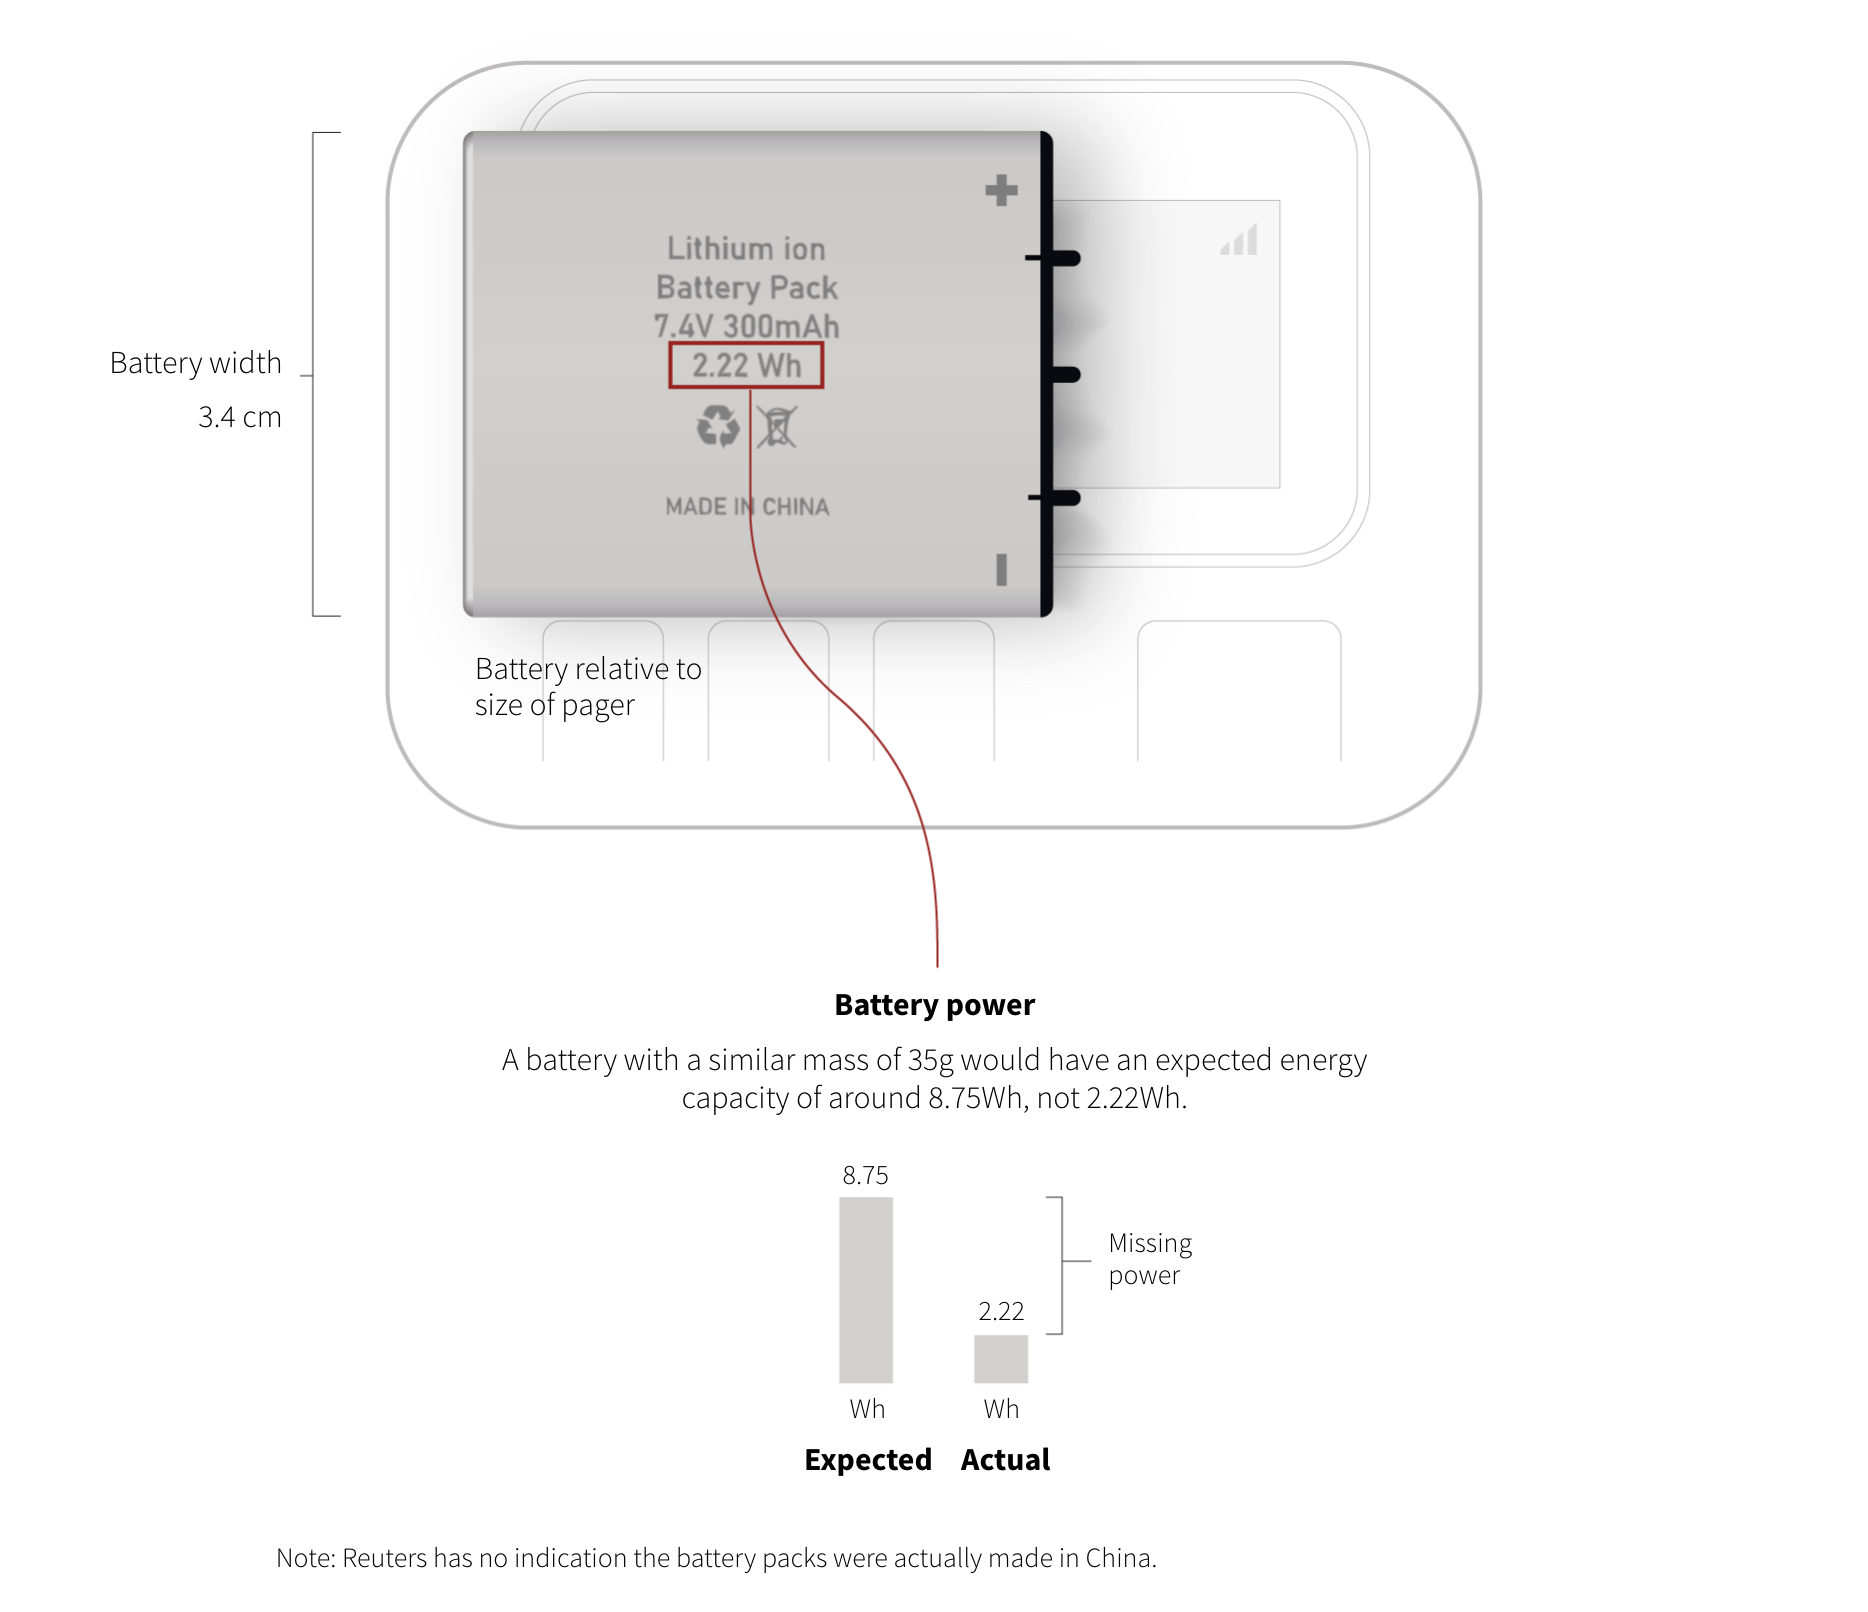 Lithium ion
Battery Pack
7.4V 300mAh
2.22 Wh
MADE IN CHINA
Battery width
3.4 cm
Battery relative to
size of pager
Battery power
A battery with a similar mass of 35g would have an expected energy
capacity of around 8.75Wh, not 2.22Wh.
8.75
Missing
power
2.22
Wh Wh
Expected Actual
Note: Reuters has no indication the battery packs were actually made in China.